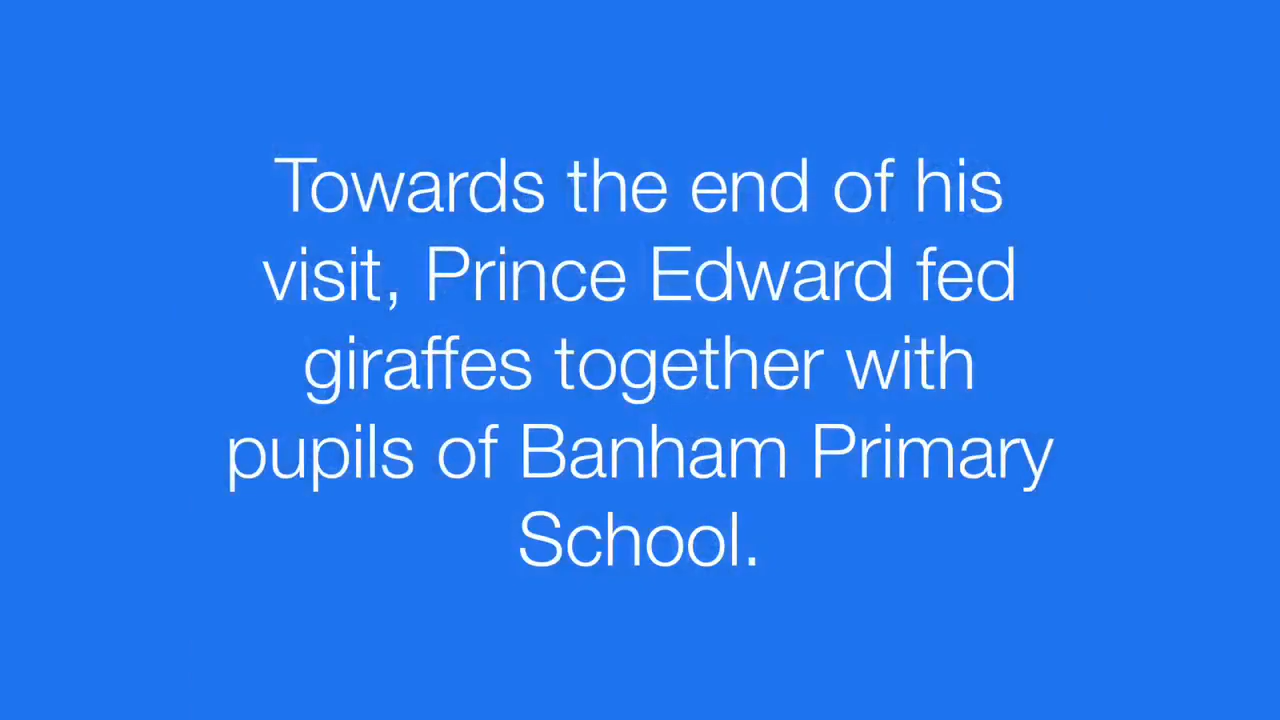 Towards the end of his
visit, Prince Edward fed
giraffes together with
pupils of Banham Primary
School.